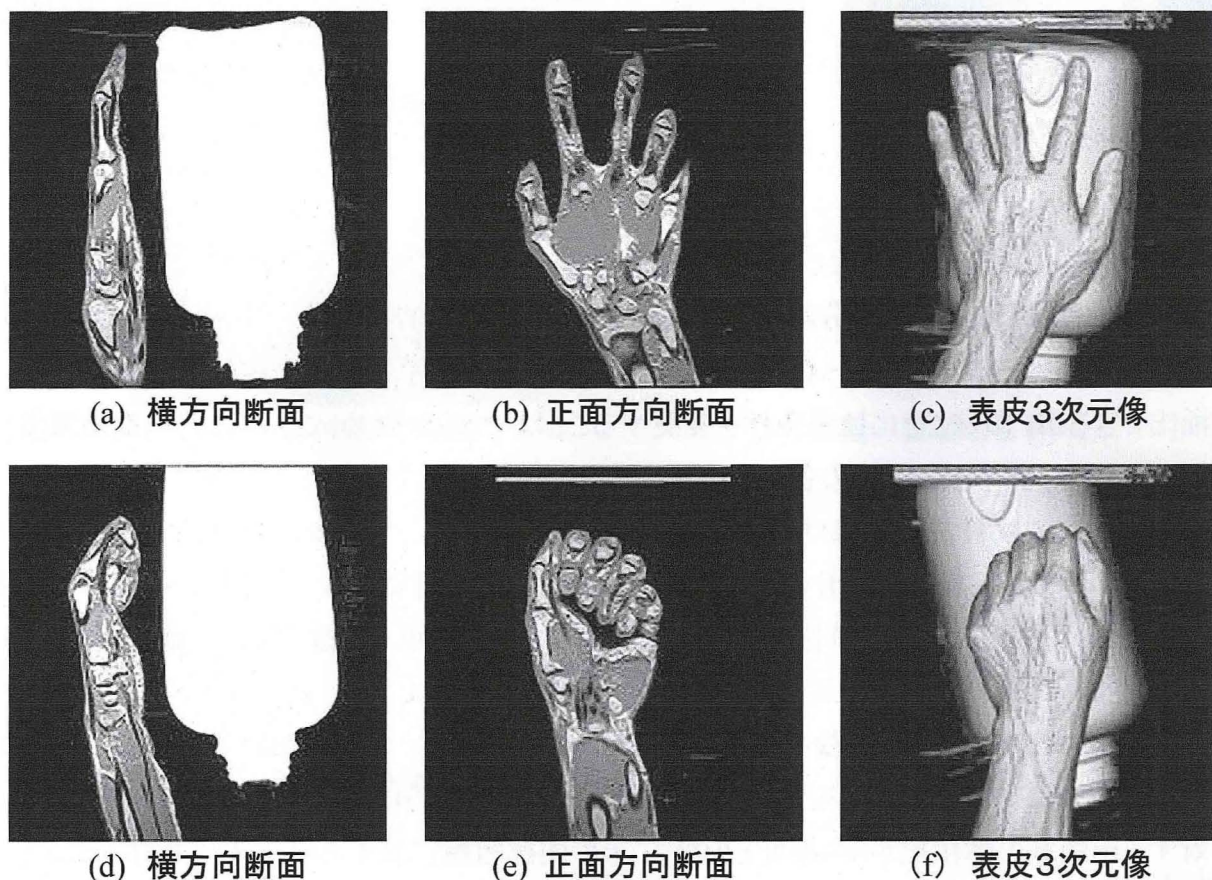 (a) 横方向断面
(b) 正面方向断面
(c) 表皮3次元像
(d) 横方向断面
(e) 正面方向断面
(f) 表皮3次元像